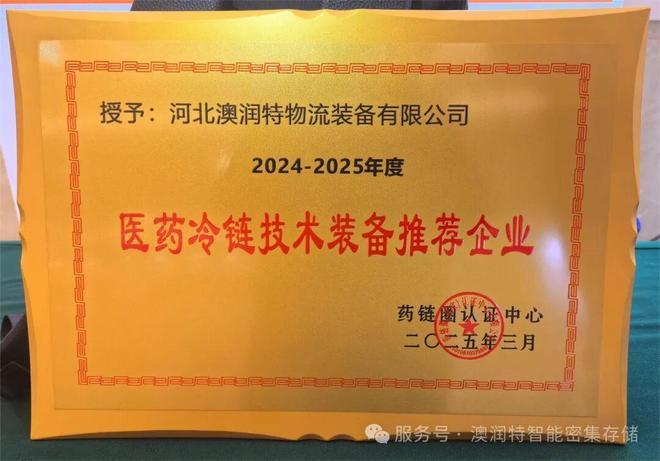 授予：河北澳润特物流装备有限公司
2024-2025年度
医药冷链技术装备推荐企业
药链圈认证中心
二〇二五年三月
服务号·澳润特智能密集存储